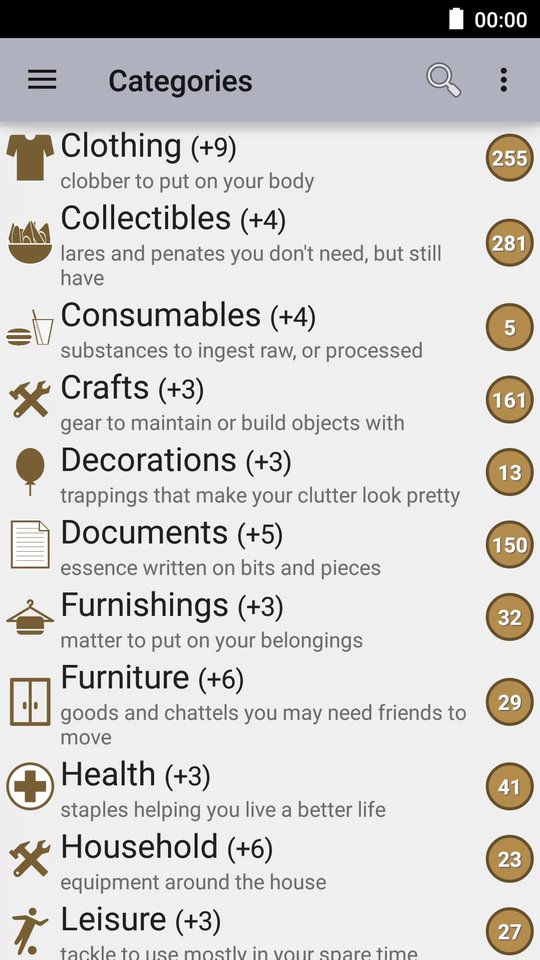 00:00
Categories
Clothing (+9)
clobber to put on your body
255
Collectibles (+4)
lares and penates you don't need, but still
have
281
Consumables (+4)
substances to ingest raw, or processed
5
Crafts (+3)
gear to maintain or build objects with
161
Decorations (+3)
trappings that make your clutter look pretty
13
Documents (+5)
essence written on bits and pieces
150
Furnishings (+3)
matter to put on your belongings
32
Furniture (+6)
goods and chattels you may need friends to
move
29
Health (+3)
staples helping you live a better life
41
Household (+6)
equipment around the house
23
Leisure (+3)
tackle to use mostly in your spare time
27